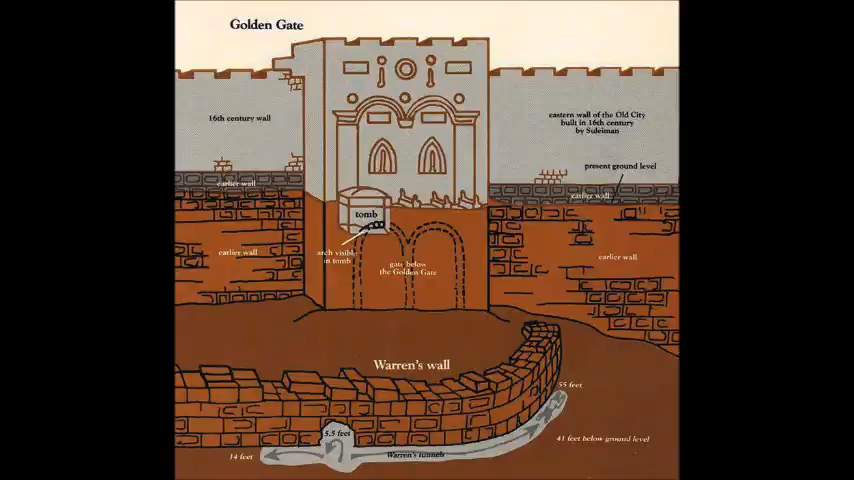 Golden Gate
16th century wall
eastern wall of the Old City
built in 16th century
by Suleiman
present ground level
earlier wall
earlier wall
tomb
earlier wall
arch visible
in tomb
gate below
the Golden Gate
earlier wall
Warren's wall
55 feet
5.5 feet
41 feet below ground level
14 feet
Warren's tunnels